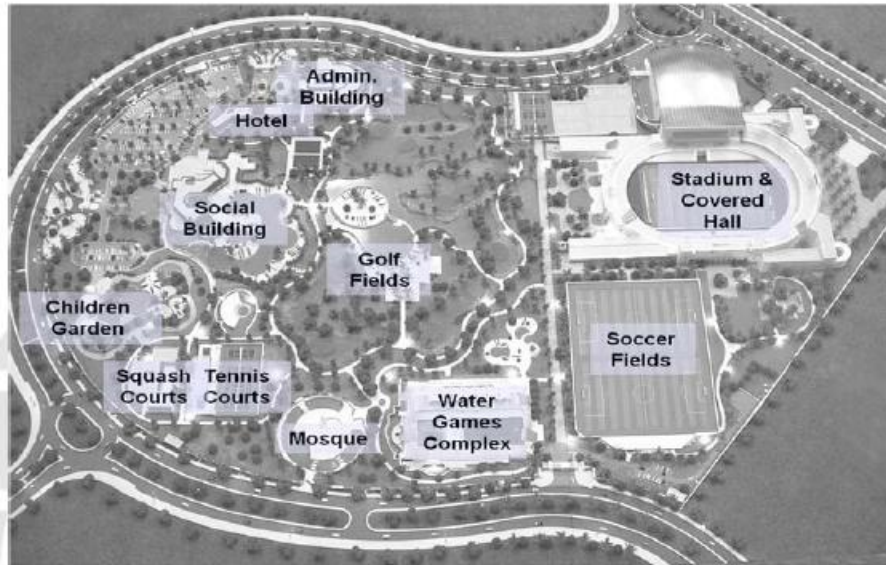 Admin.
Building
Hotel
Stadium &
Covered
Hall
Social
Building
Golf
Fields
Children
Garden
Soccer
Fields
Squash
Courts
Tennis
Courts
Water
Games
Complex
Mosque